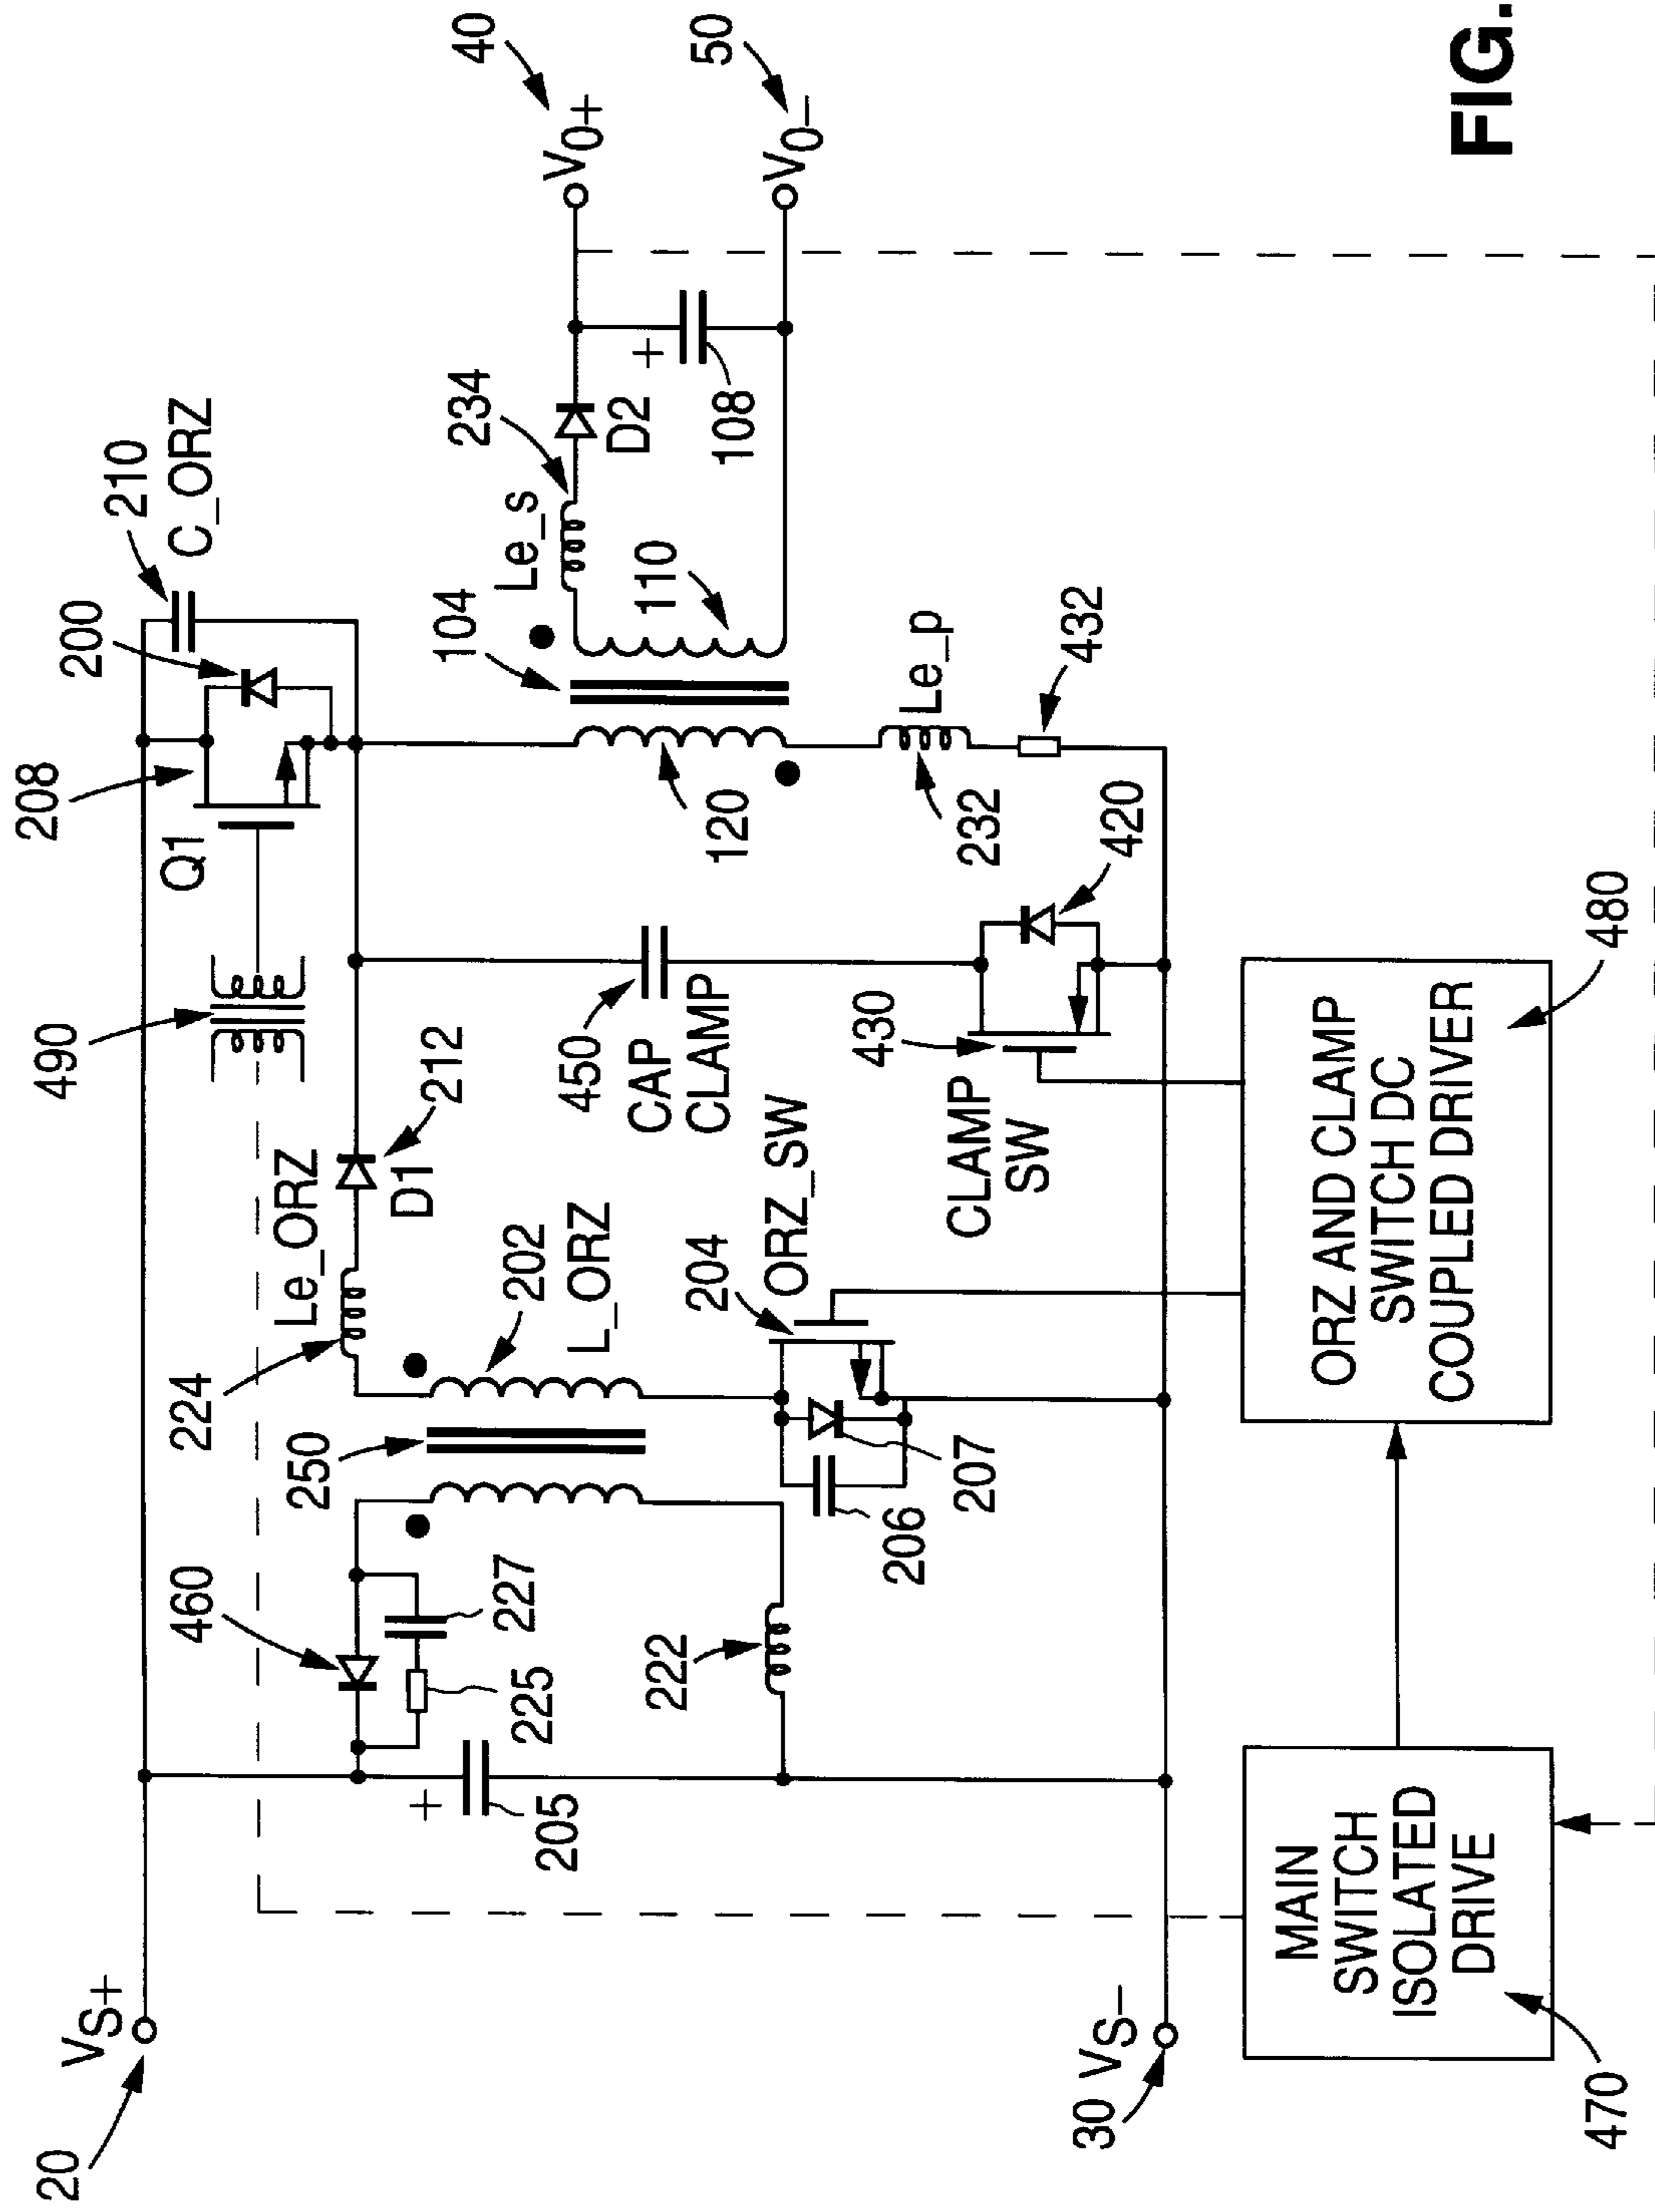 20
VS+
30 VS−
470
MAIN
SWITCH
ISOLATED
DRIVE
205
+
460
225
227
222
250
224
Le_ORZ
202
L_ORZ
206
207
204
ORZ_SW
D1
212
490
450
CAP
CLAMP
430
CLAMP
SW
420
ORZ AND CLAMP
SWITCH DC
COUPLED DRIVER
480
208
Q1
200
210
C_ORZ
120
232
Le_p
432
104
110
Le_s
234
D2
+
108
VO+
40
VO−
50
FIG.